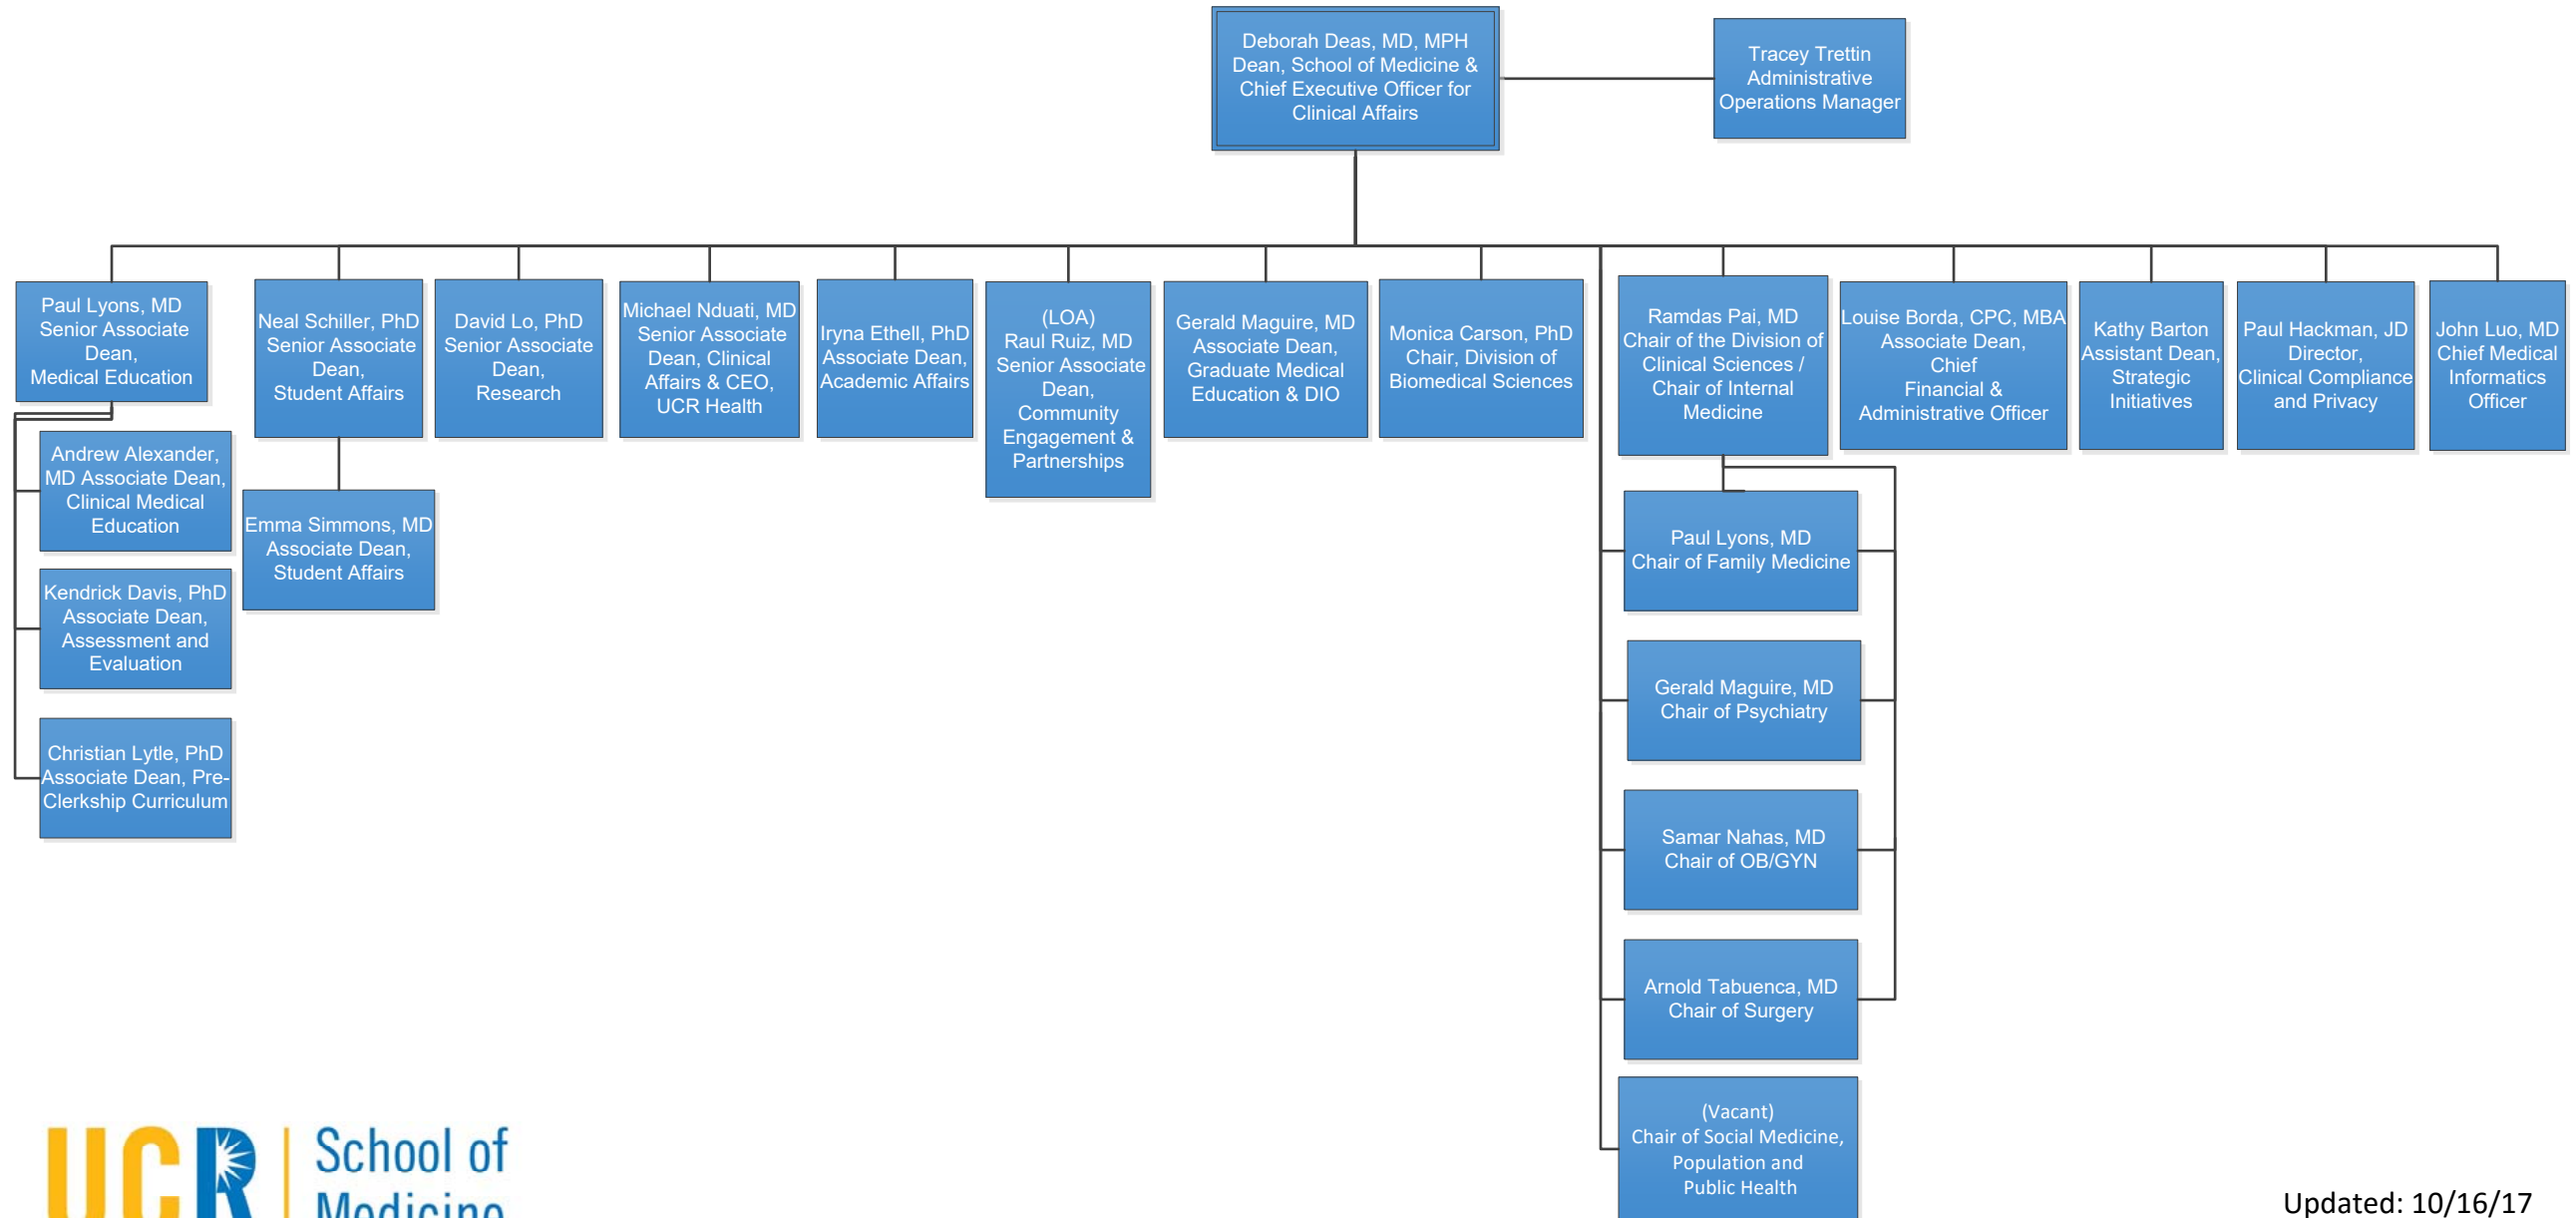 Deborah Deas, MD, MPH
Dean, School of Medicine &
Chief Executive Officer for
Clinical Affairs
Tracey Trettin
Administrative
Operations Manager
Paul Lyons, MD
Senior Associate
Dean,
Medical Education
Neal Schiller, PhD
Senior Associate
Dean,
Student Affairs
David Lo, PhD
Senior Associate
Dean,
Research
Michael Nduati, MD
Senior Associate
Dean, Clinical
Affairs & CEO,
UCR Health
Iryna Ethell, PhD
Associate Dean,
Academic Affairs
(LOA)
Raul Ruiz, MD
Senior Associate
Dean,
Community
Engagement &
Partnerships
Gerald Maguire, MD
Associate Dean,
Graduate Medical
Education & DIO
Monica Carson, PhD
Chair, Division of
Biomedical Sciences
Ramdas Pai, MD
Chair of the Division of
Clinical Sciences /
Chair of Internal
Medicine
Louise Borda, CPC, MBA
Associate Dean,
Chief
Financial &
Administrative Officer
Kathy Barton
Assistant Dean,
Strategic
Initiatives
Paul Hackman, JD
Director,
Clinical Compliance
and Privacy
John Luo, MD
Chief Medical
Informatics
Officer
Andrew Alexander,
MD Associate Dean,
Clinical Medical
Education
Kendrick Davis, PhD
Associate Dean,
Assessment and
Evaluation
Christian Lytle, PhD
Associate Dean, Pre-
Clerkship Curriculum
Emma Simmons, MD
Associate Dean,
Student Affairs
Paul Lyons, MD
Chair of Family Medicine
Gerald Maguire, MD
Chair of Psychiatry
Samar Nahas, MD
Chair of OB/GYN
Arnold Tabuenca, MD
Chair of Surgery
(Vacant)
Chair of Social Medicine,
Population and
Public Health
UCR
School of
Medicine
Updated: 10/16/17